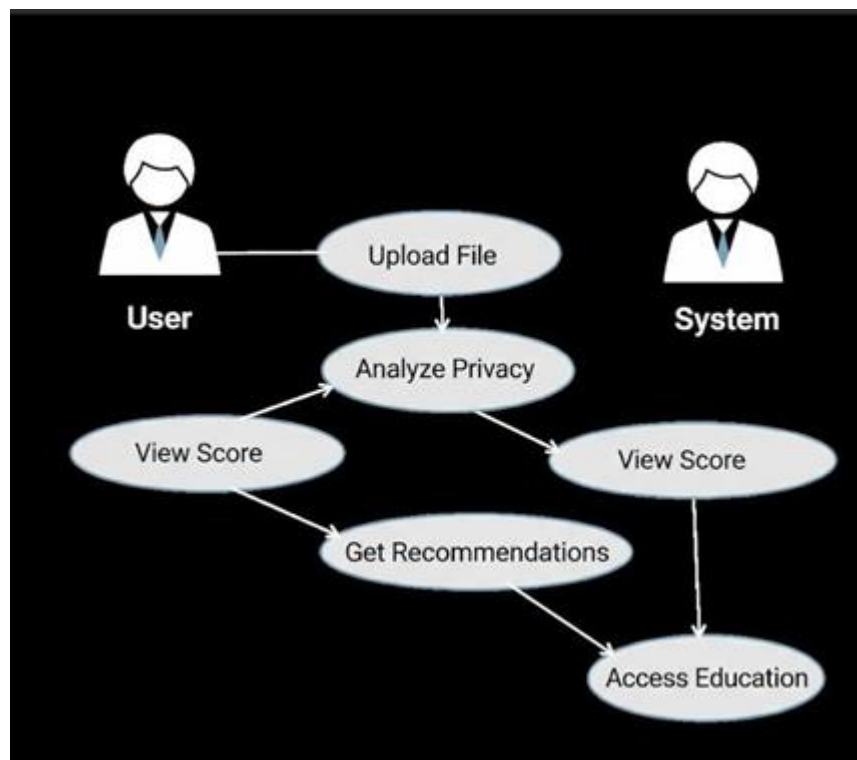 Upload File
User
System
Analyze Privacy
View Score
View Score
Get Recommendations
Access Education